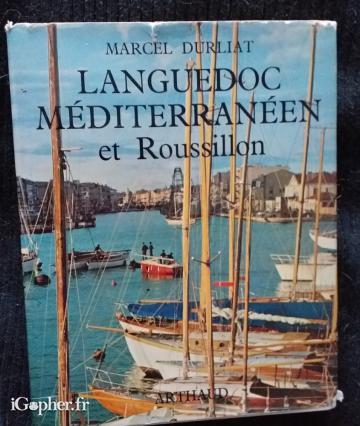 MARCEL DURLIAT
LANGUEDOC
MÉDITERRANÉEN
et Roussillon
ARTHAUD
iGopher.fr